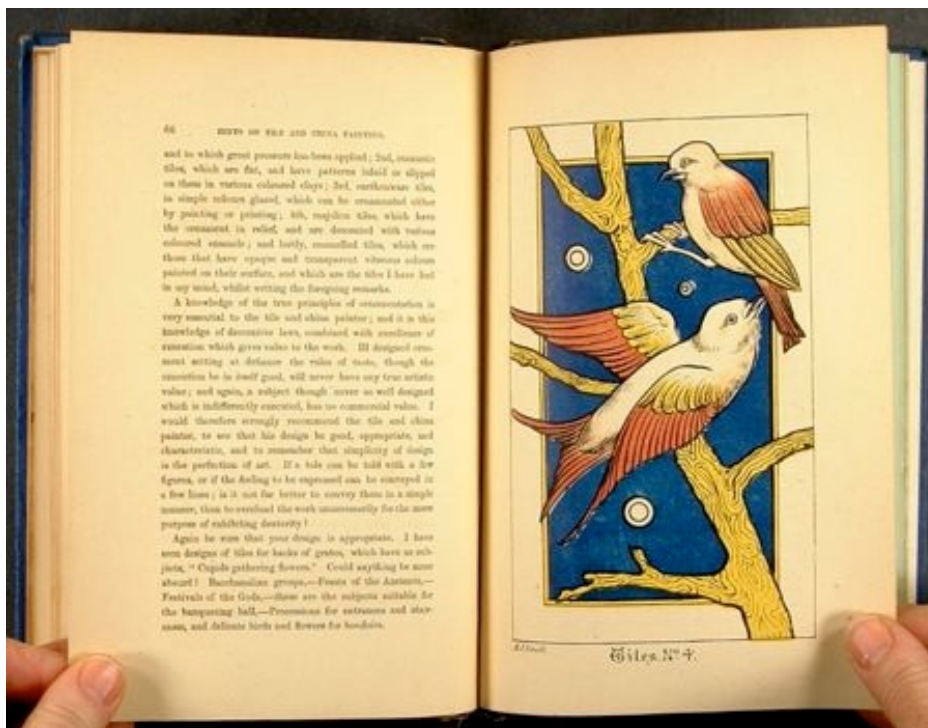 66 HINTS ON TILE AND CHINA PAINTING.
and to which great pressure has been applied; 2nd, encaustic
tiles, which are flat, and have patterns inlaid or slipped
on them in various coloured clays; 3rd, earthenware tiles,
in simple colours glazed, which can be ornamented either
by painting or printing; 4th, majolica tiles, which have
the ornament in relief, and are decorated with various
coloured enamels; and lastly, enamelled tiles, which are
those that have opaque and transparent vitreous colours
painted on their surface, and which are the tiles I have had
in my mind, whilst writing the foregoing remarks.
A knowledge of the true principles of ornamentation is
very essential to the tile and china painter; and it is this
knowledge of decorative laws, combined with excellence of
execution which gives value to the work. Ill designed orna-
ment setting at defiance the rules of taste, though the
execution be in itself good, will never have any true artistic
value; and again, a subject though never so well designed
which is indifferently executed, has no commercial value. I
would therefore strongly recommend the tile and china
painter, to see that his design be good, appropriate, and
characteristic, and to remember that simplicity of design
is the perfection of art. If a tale can be told with a few
figures, or if the feeling to be expressed can be conveyed in
a few lines; is it not far better to convey them in a simple
manner, than to overload the work unnecessarily for the mere
purpose of exhibiting dexterity?
Again be sure that your design is appropriate. I have
seen designs of tiles for backs of grates, which have as sub-
jects, "Cupids gathering flowers." Could anything be more
absurd? Bacchanalian groups,—Feasts of the Ancients,—
Festivals of the Gods,—these are the subjects suitable for
the banqueting hall,—Processions for entrances and stair-
cases, and delicate birds and flowers for boudoirs.
Tiles. No 4.